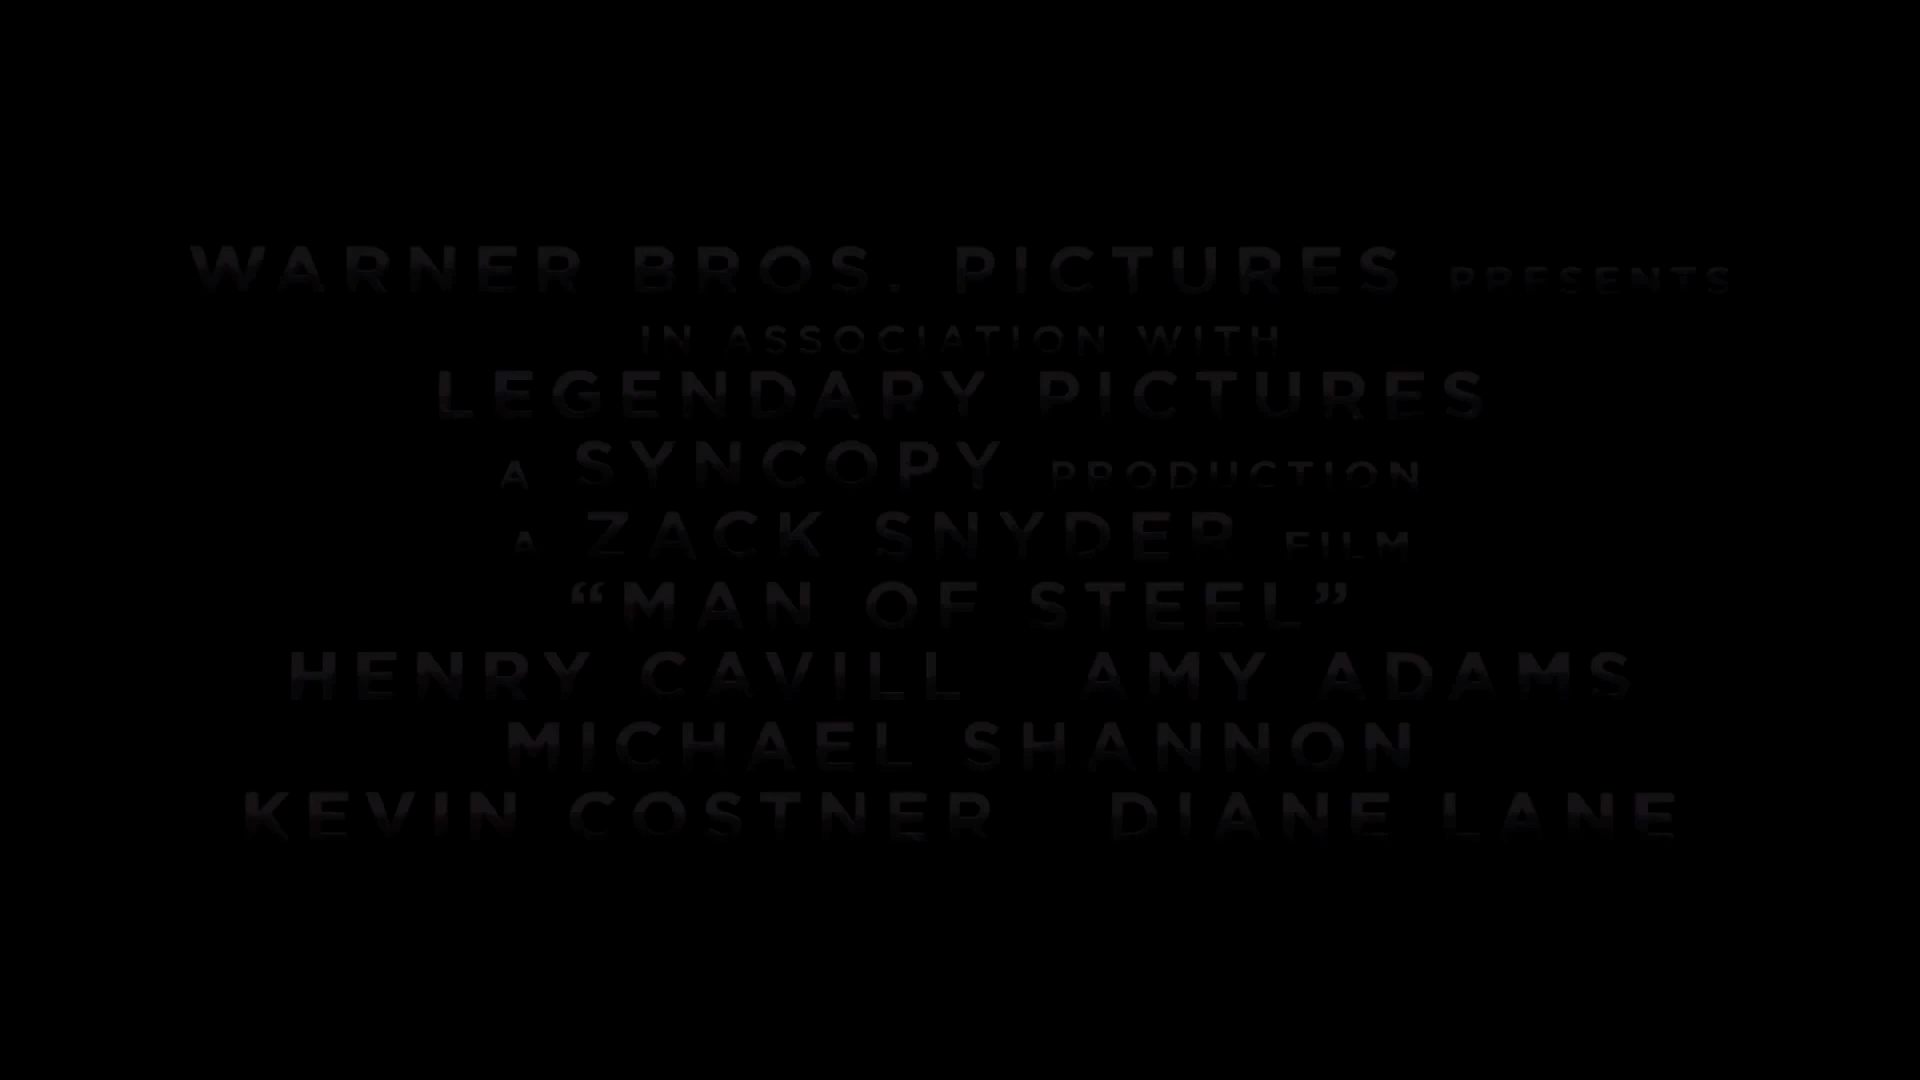 WARNER BROS. PICTURES PRESENTS
IN ASSOCIATION WITH
LEGENDARY PICTURES
A SYNCOPY PRODUCTION
A ZACK SNYDER FILM
“MAN OF STEEL”
HENRY CAVILL AMY ADAMS
MICHAEL SHANNON
KEVIN COSTNER DIANE LANE